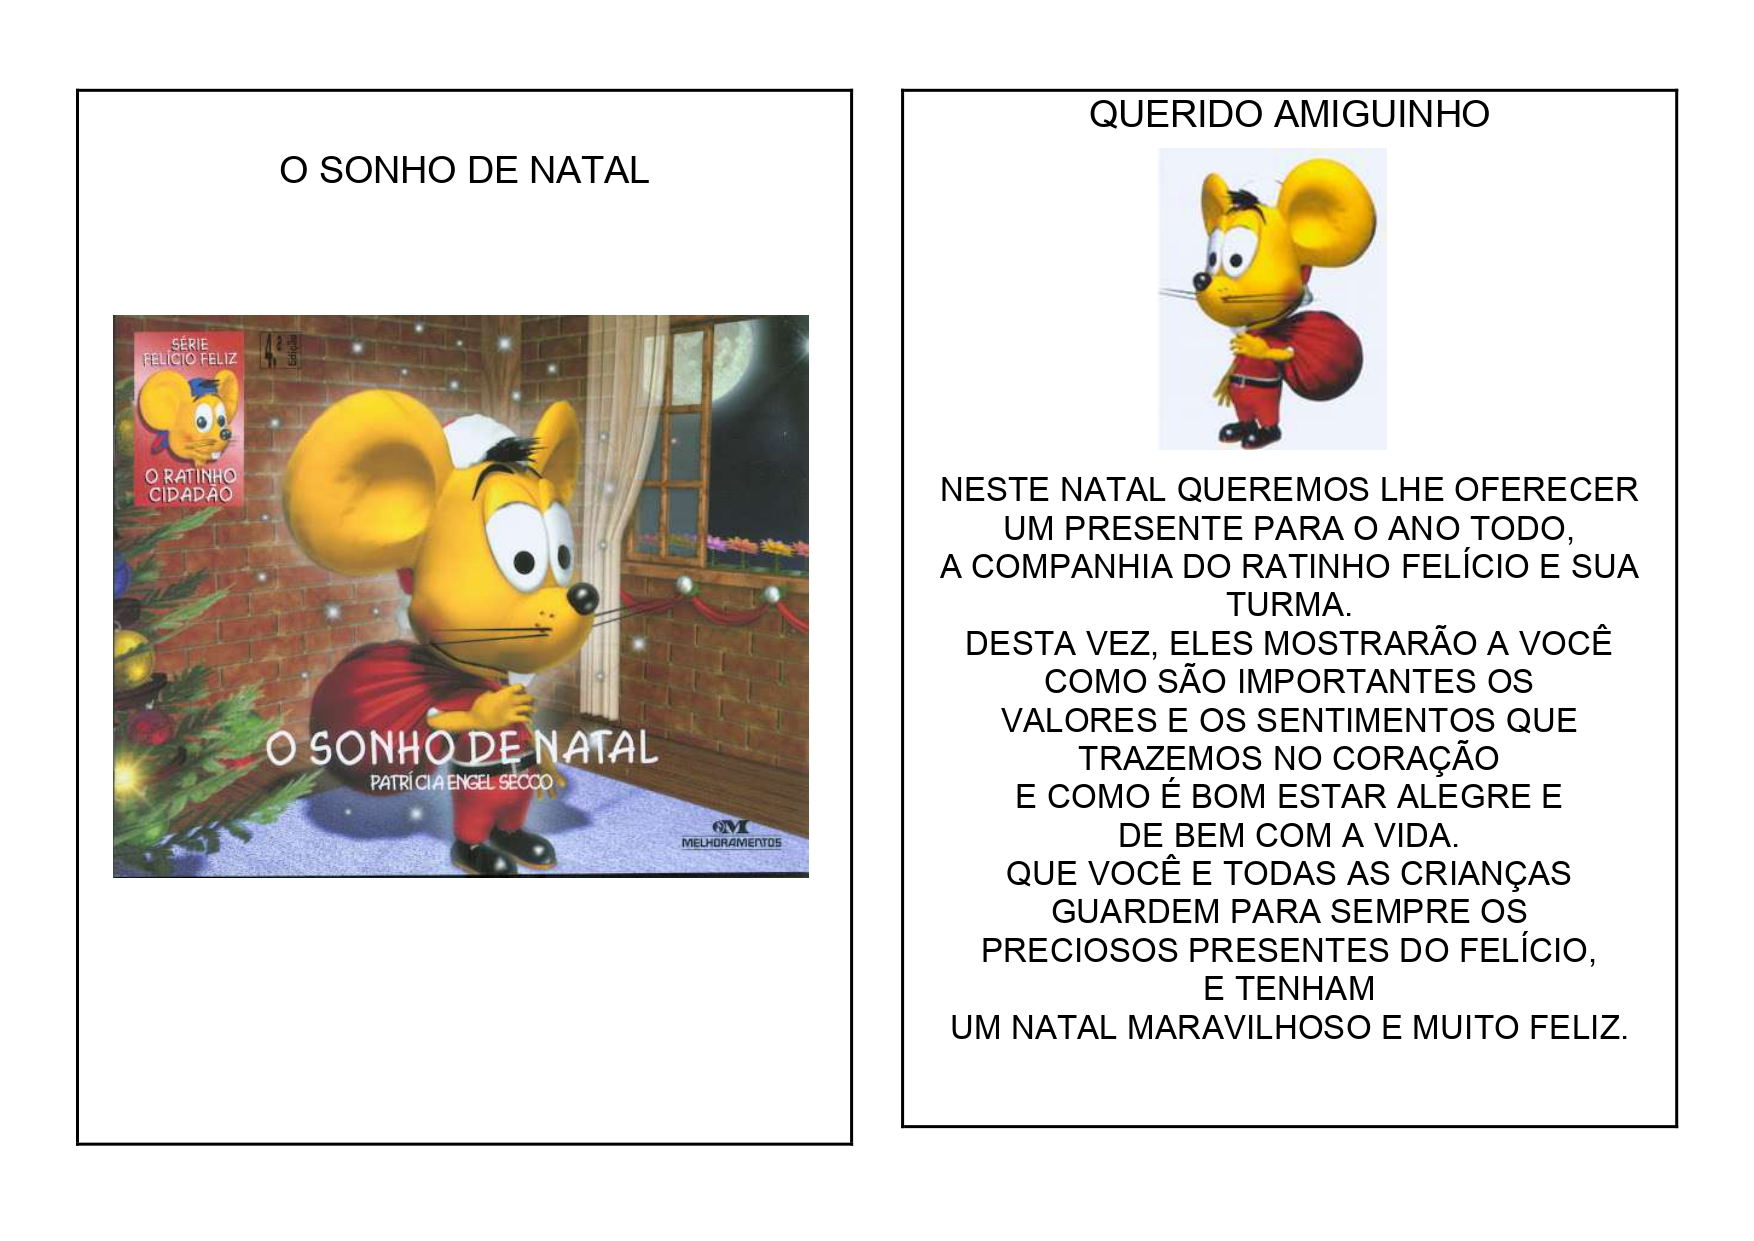 O SONHO DE NATAL
SÉRIE
FELÍCIO FELIZ
4ª
Edição
O RATINHO
CIDADÃO
O SONHO DE NATAL
PATRÍCIA ENGEL SECCO
MELHORAMENTOS
QUERIDO AMIGUINHO
NESTE NATAL QUEREMOS LHE OFERECER
UM PRESENTE PARA O ANO TODO,
A COMPANHIA DO RATINHO FELÍCIO E SUA
TURMA.
DESTA VEZ, ELES MOSTRARÃO A VOCÊ
COMO SÃO IMPORTANTES OS
VALORES E OS SENTIMENTOS QUE
TRAZEMOS NO CORAÇÃO
E COMO É BOM ESTAR ALEGRE E
DE BEM COM A VIDA.
QUE VOCÊ E TODAS AS CRIANÇAS
GUARDEM PARA SEMPRE OS
PRECIOSOS PRESENTES DO FELÍCIO,
E TENHAM
UM NATAL MARAVILHOSO E MUITO FELIZ.